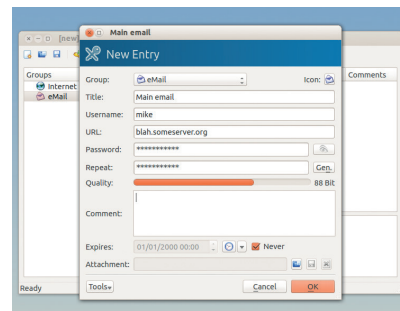 Main email
[new
New Entry
Groups
Internet
eMail
Comments
Group:
eMail
Icon:
Title:
Main email
Username:
mike
URL:
blah.someserver.org
Password:
***********
Repeat:
***********
Gen.
Quality:
88 Bit
Comment:
Expires:
01/01/2000 00:00
Never
Attachment:
Tools
Cancel
OK
Ready